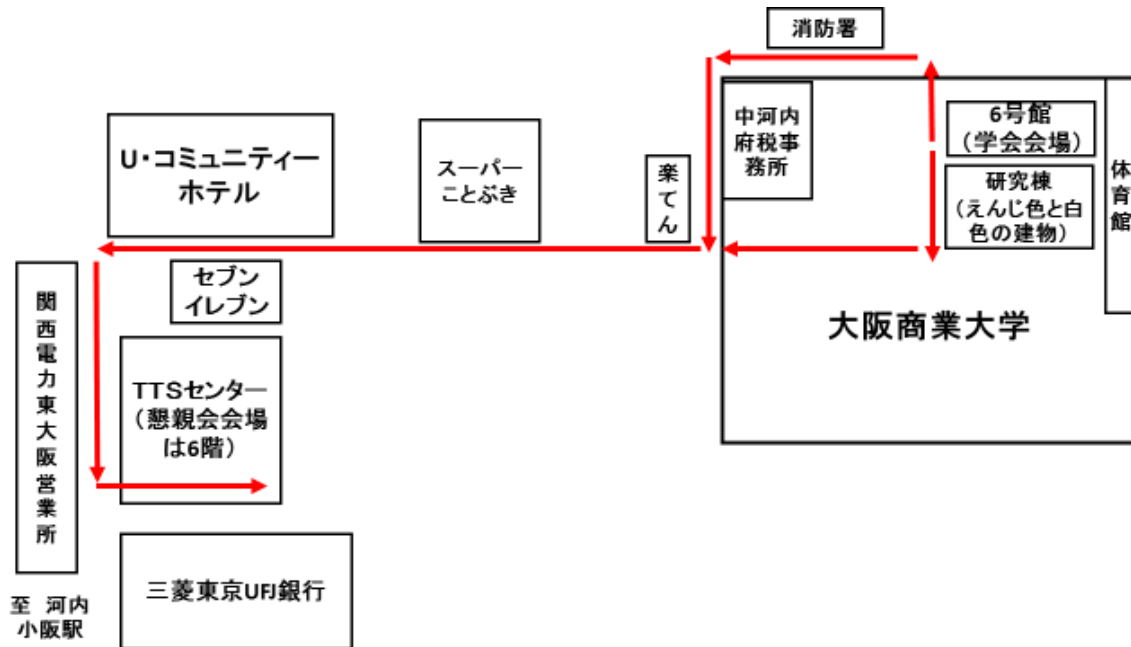 消防署
中河内
府税事
務所
6号館
(学会会場)
体育館
研究棟
(えんじ色と白
色の建物)
U・コミュニティー
ホテル
スーパー
ことぶき
楽てん
大阪商業大学
セブン
イレブン
関西電力東大阪営業所
TTSセンター
(懇親会会場
は6階)
三菱東京UFJ銀行
至 河内
小阪駅